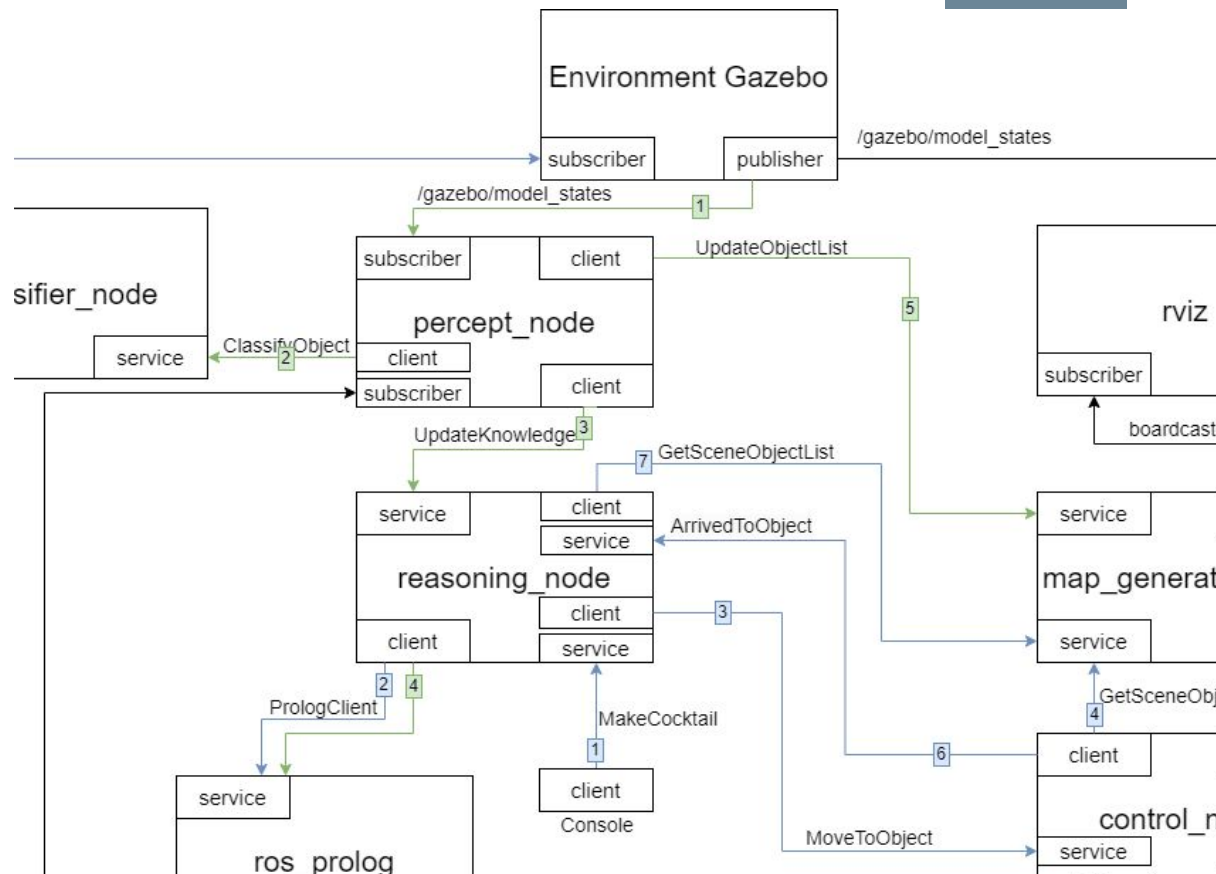 Environment Gazebo
subscriber
publisher
/gazebo/model_states
/gazebo/model_states
1
subscriber
client
UpdateObjectList
sifier_node
percept_node
5
rviz
service
ClassifyObject
2
client
subscriber
client
subscriber
3
UpdateKnowledge
boardcast
7
GetSceneObjectList
service
client
service
ArrivedToObject
service
reasoning_node
map_generat
client
3
client
service
service
2
4
PrologClient
MakeCocktail
GetSceneObj
4
1
6
client
service
client
Console
control_n
MoveToObject
service
ros_prolog